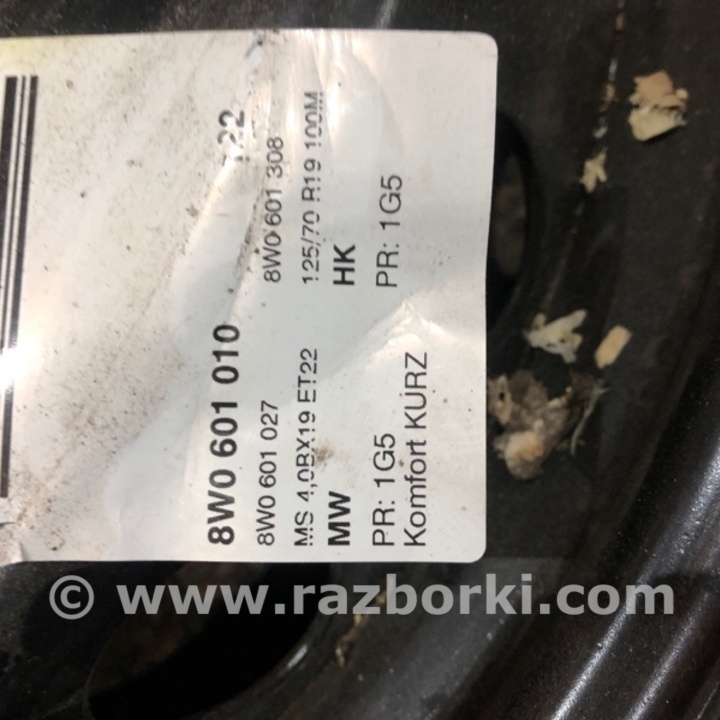 8W0 601 010
8W0 601 027 8W0 601 308
MS 4,0BX19 ET22 125/70 R19 100M
MW HK
PR: 1G5 PR: 1G5
Komfort KURZ
© www.razborki.com